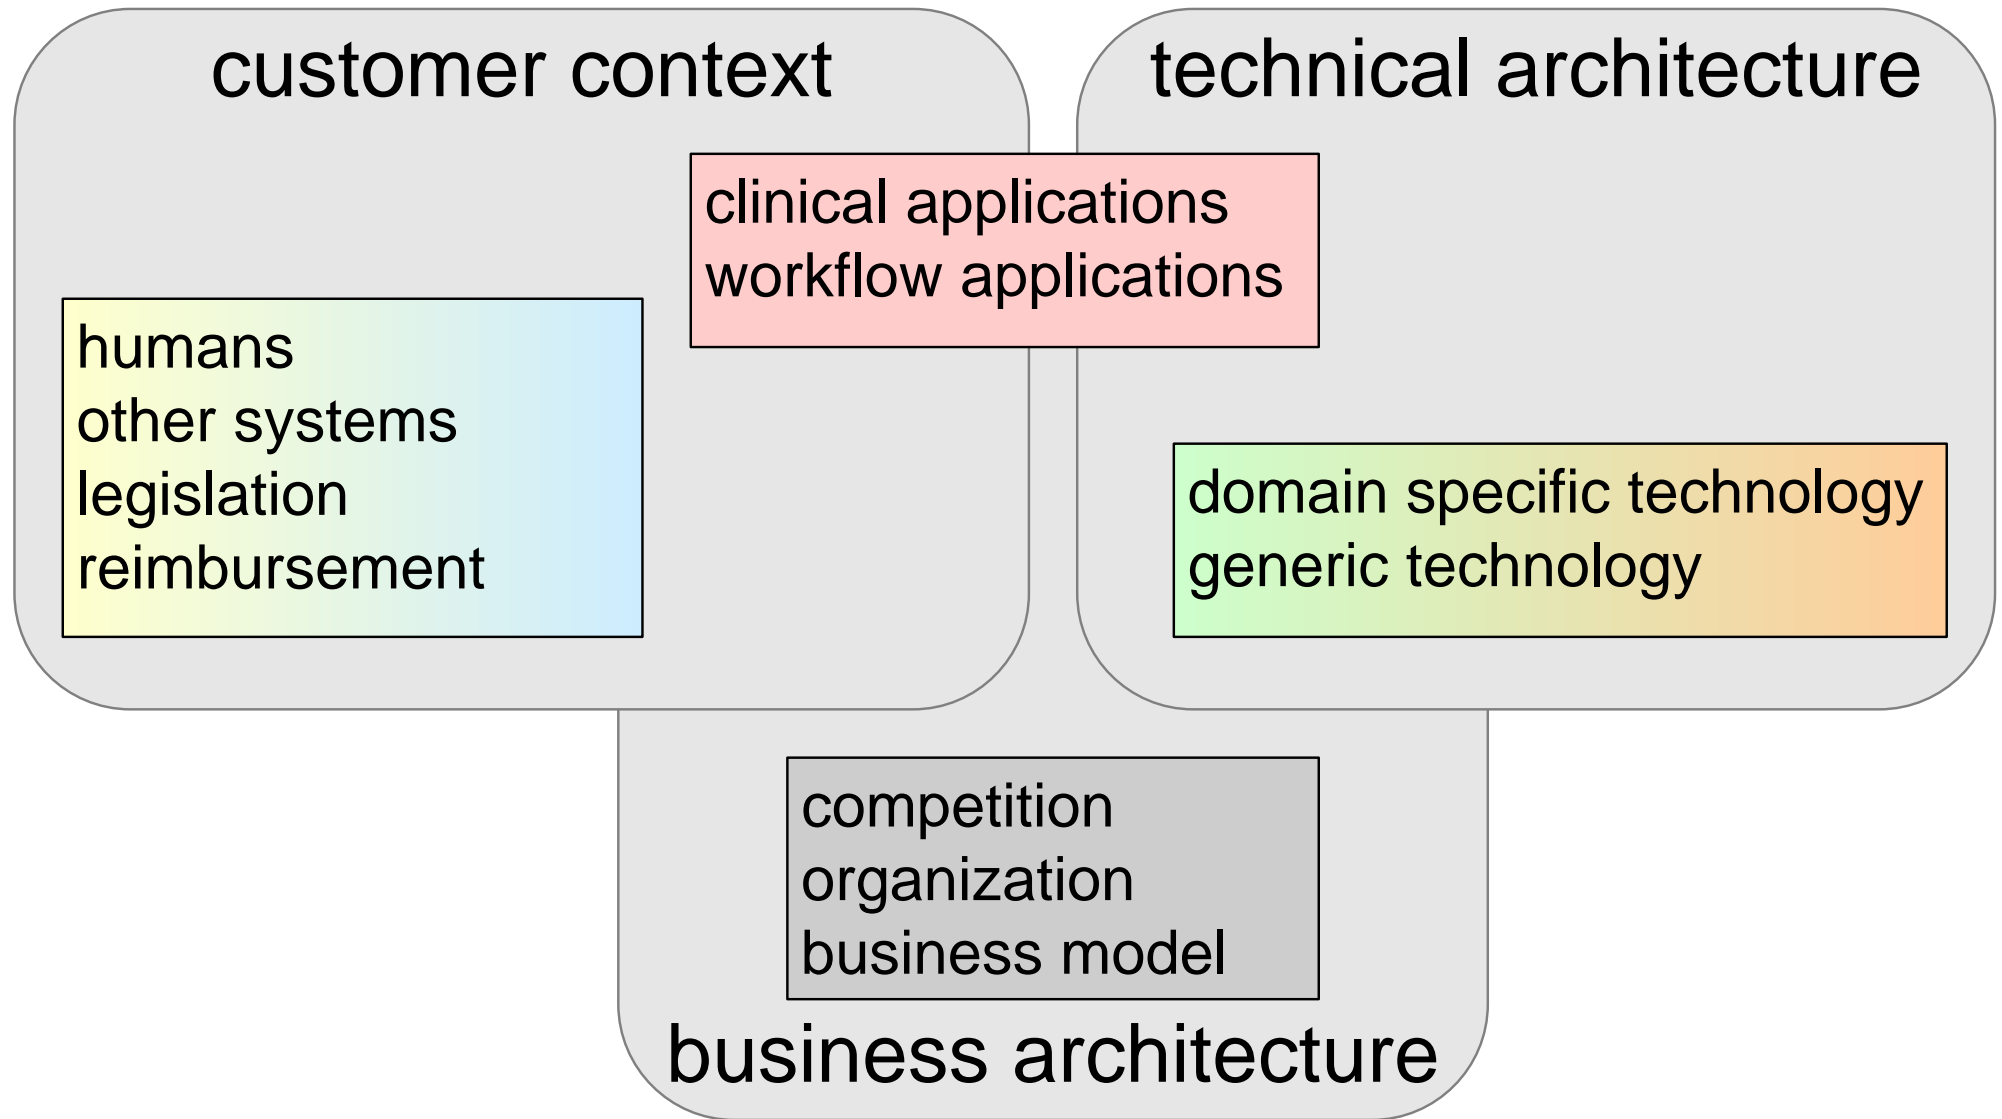 customer context
technical architecture
clinical applications
workflow applications
humans
other systems
legislation
reimbursement
domain specific technology
generic technology
competition
organization
business model
business architecture